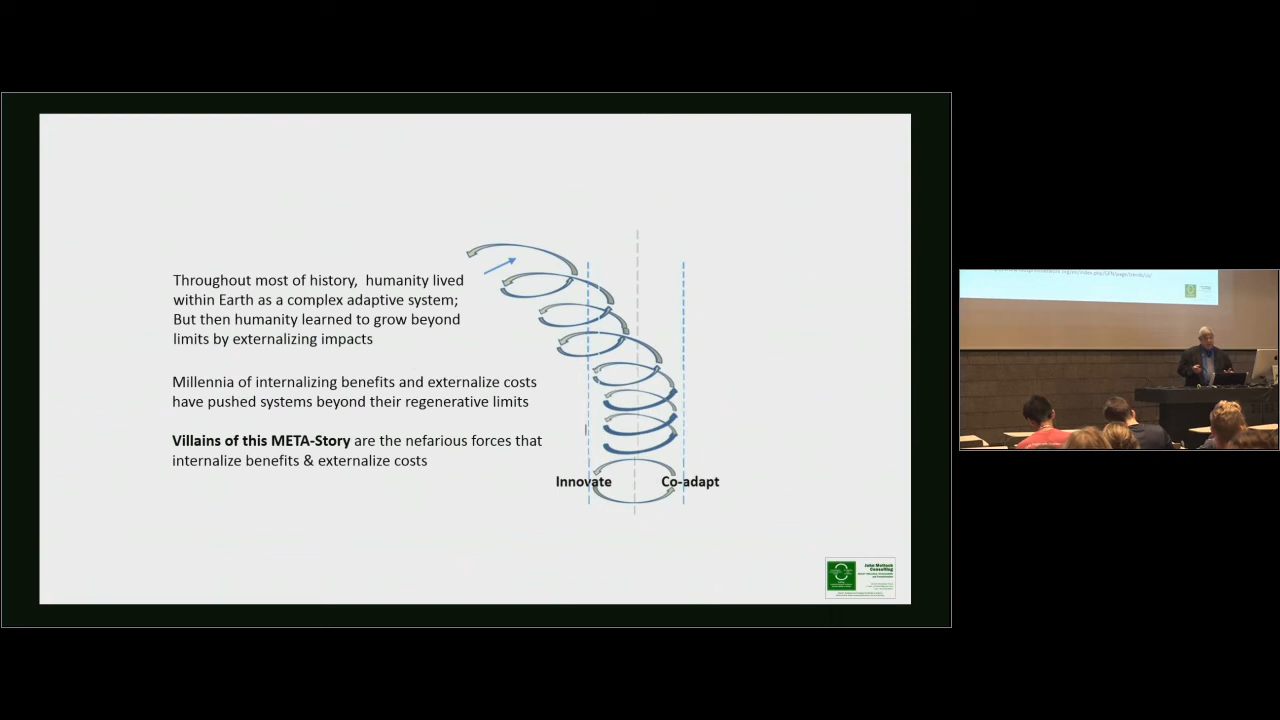 Throughout most of history, humanity lived
within Earth as a complex adaptive system;
But then humanity learned to grow beyond
limits by externalizing impacts
Millennia of internalizing benefits and externalize costs
have pushed systems beyond their regenerative limits
Villains of this META-Story are the nefarious forces that
internalize benefits & externalize costs
Innovate
Co-adapt
John Matlock
Consulting